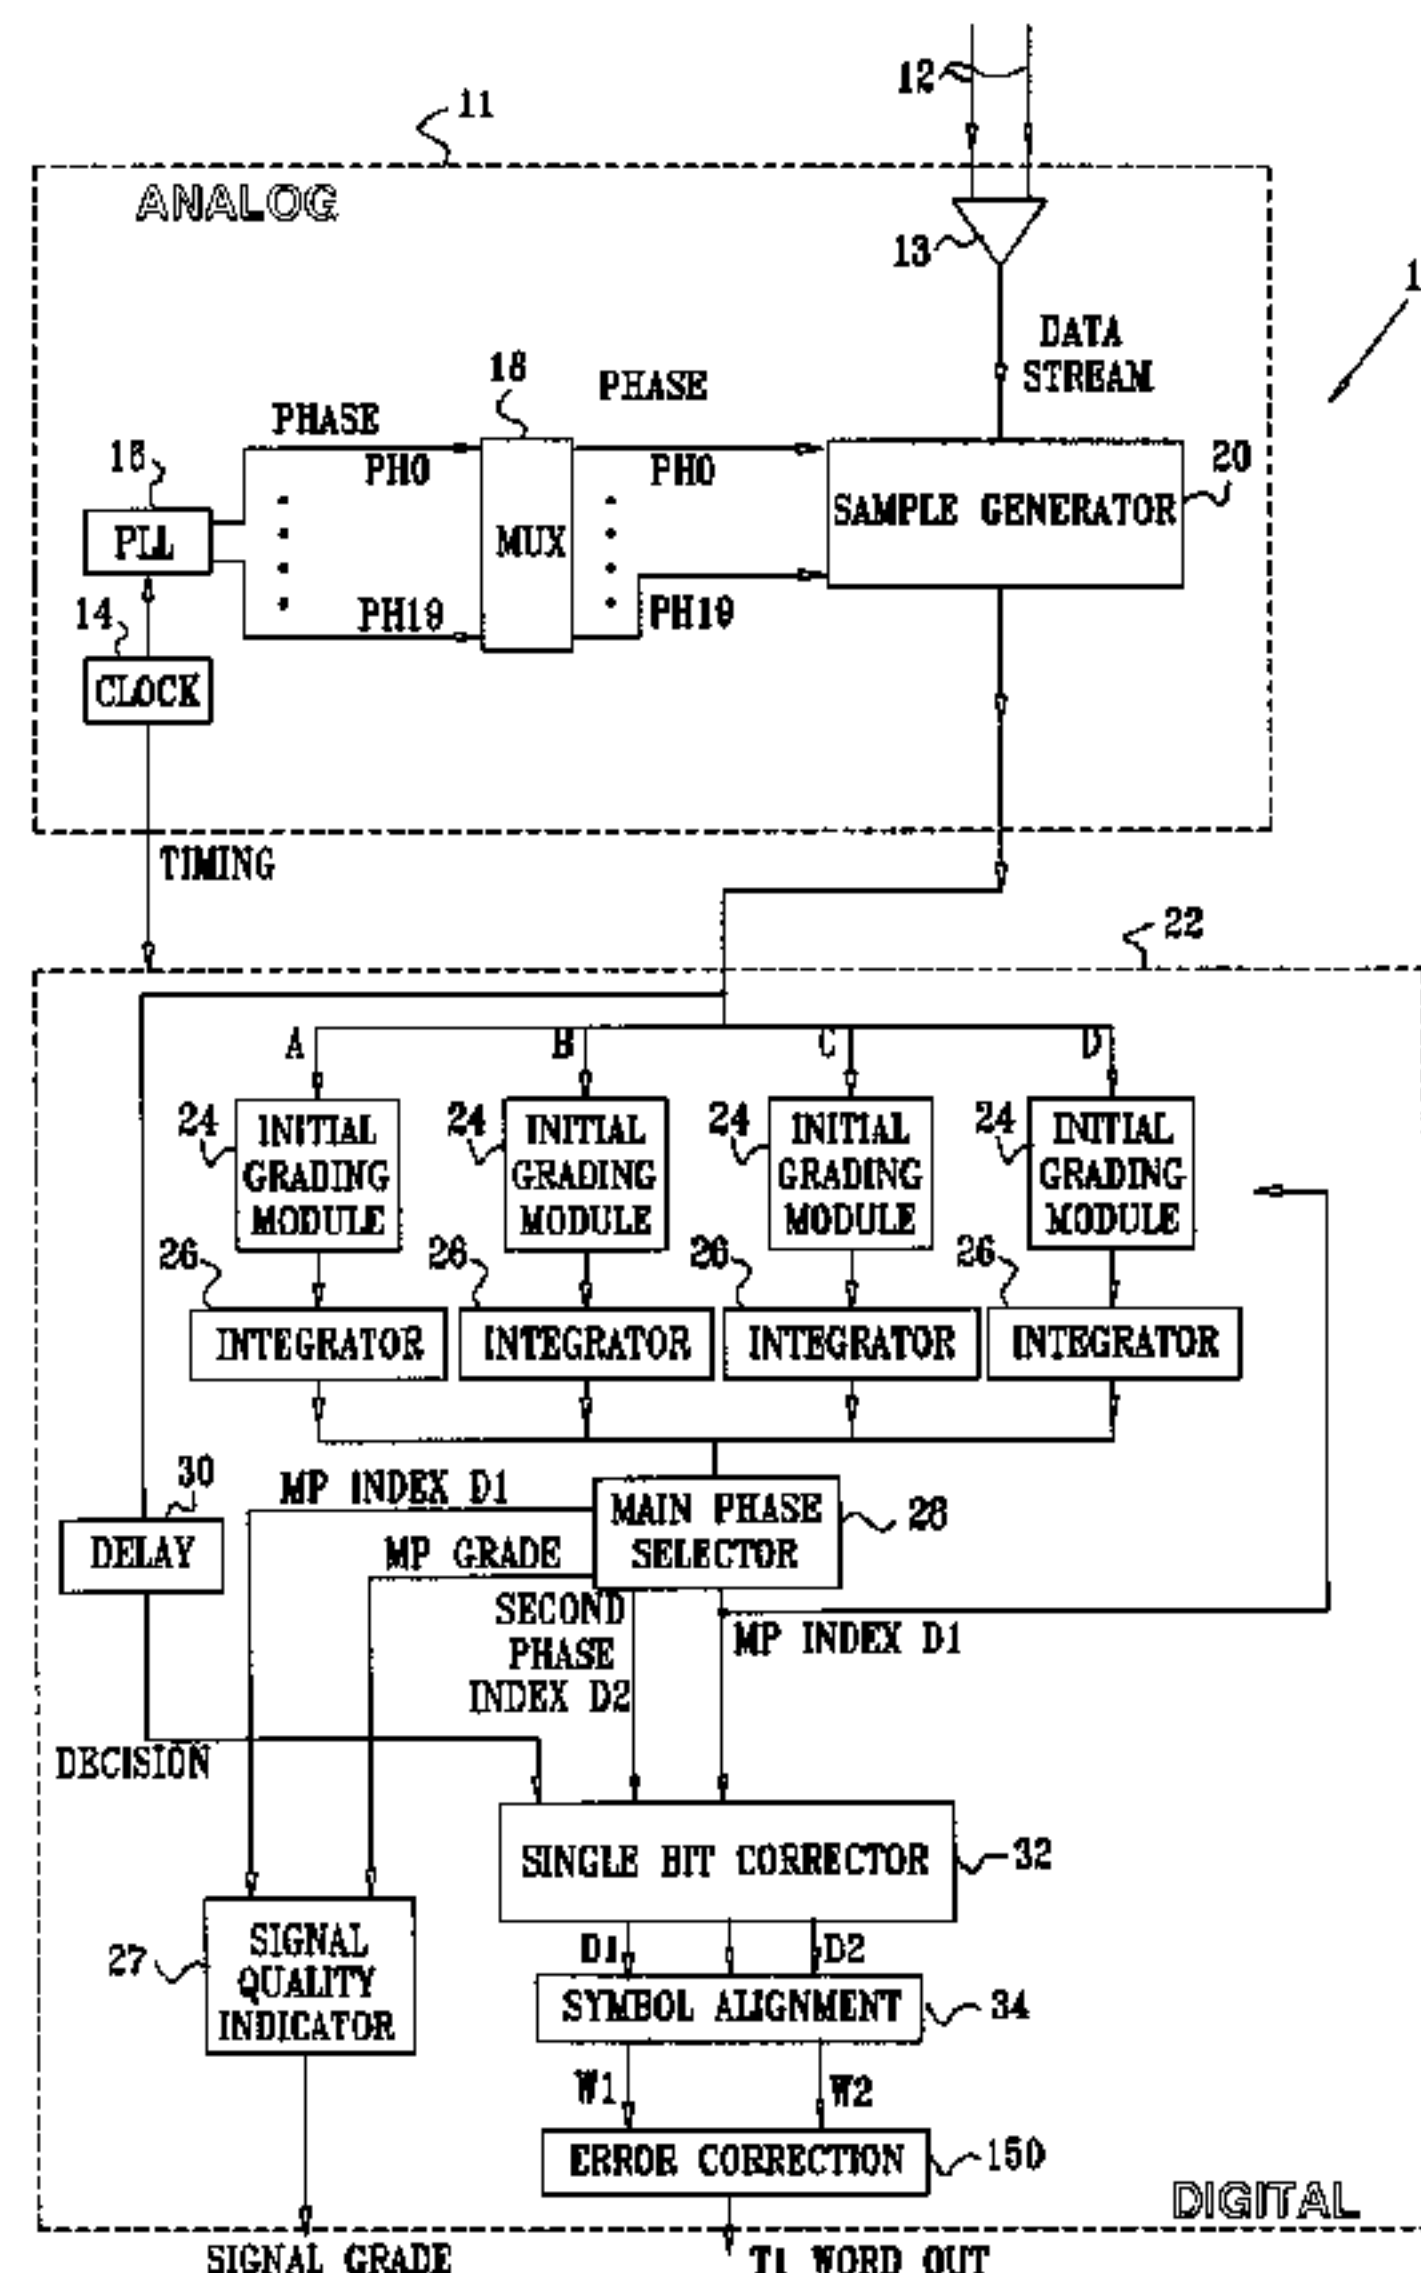 12
11
ANALOG
13
1
DATA
STREAM
18
PHASE
PHASE
16
PH0
PH0
20
SAMPLE GENERATOR
PLL
MUX
14
PH19
PH19
CLOCK
TIMING
22
A
B
C
D
24
INITIAL
GRADING
MODULE
24
INITIAL
GRADING
MODULE
24
INITIAL
GRADING
MODULE
24
INITIAL
GRADING
MODULE
26
INTEGRATOR
26
INTEGRATOR
26
INTEGRATOR
26
INTEGRATOR
30
DELAY
MP INDEX D1
MAIN PHASE
SELECTOR
28
MP GRADE
SECOND
PHASE
INDEX D2
MP INDEX D1
DECISION
SINGLE BIT CORRECTOR
32
27
SIGNAL
QUALITY
INDICATOR
D1
D2
SYMBOL ALIGNMENT
34
W1
W2
ERROR CORRECTION
150
DIGITAL
SIGNAL GRADE
T1 WORD OUT